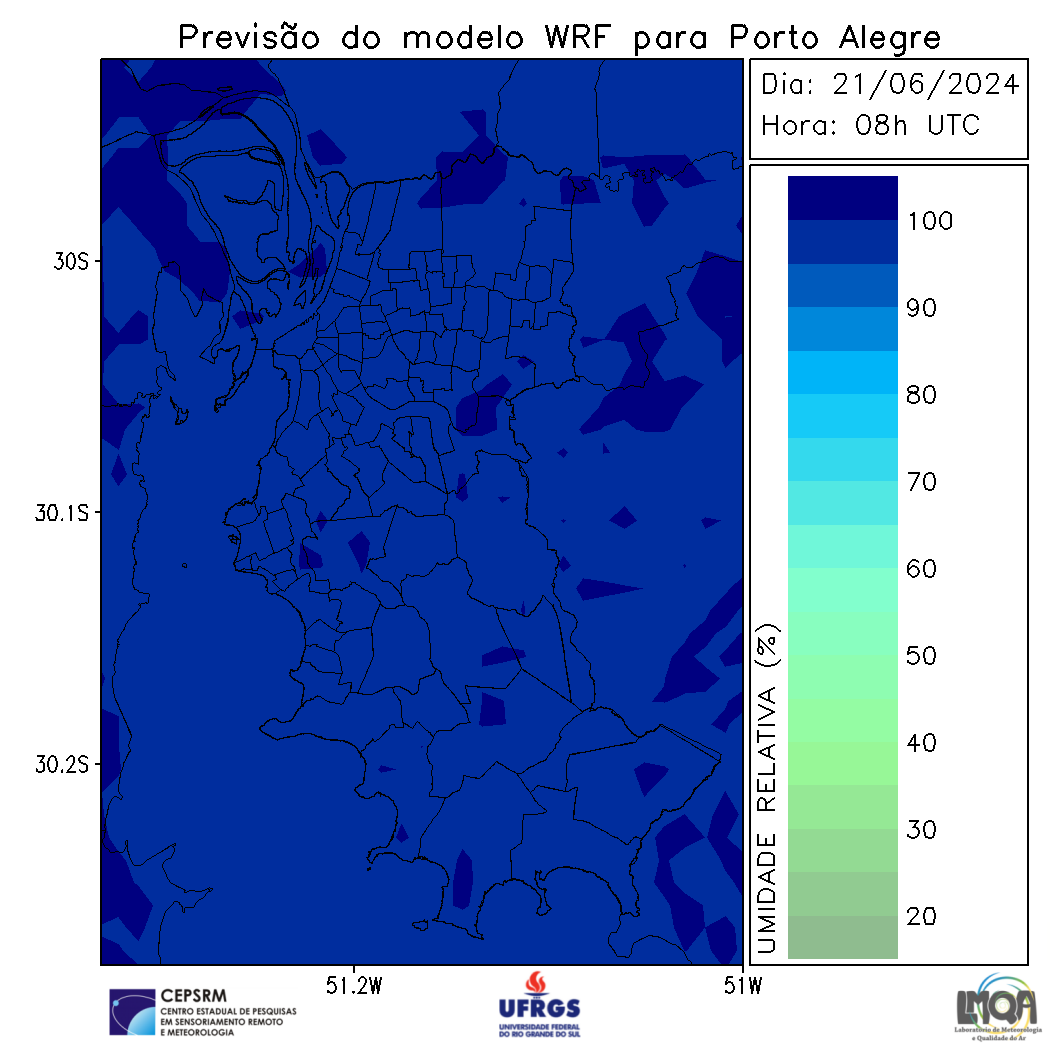 Previsão do modelo WRF para Porto Alegre
Dia: 21/06/2024
Hora: 08h UTC
100
90
80
70
60
50
40
30
20
UMIDADE RELATIVA (%)
30S
30.1S
30.2S
51.2W
51W
CEPSRM
CENTRO ESTADUAL DE PESQUISAS
EM SENSORIAMENTO REMOTO
E METEOROLOGIA
UFRGS
UNIVERSIDADE FEDERAL
DO RIO GRANDE DO SUL
LMQA
Laboratório de Meteorologia
e Qualidade do Ar